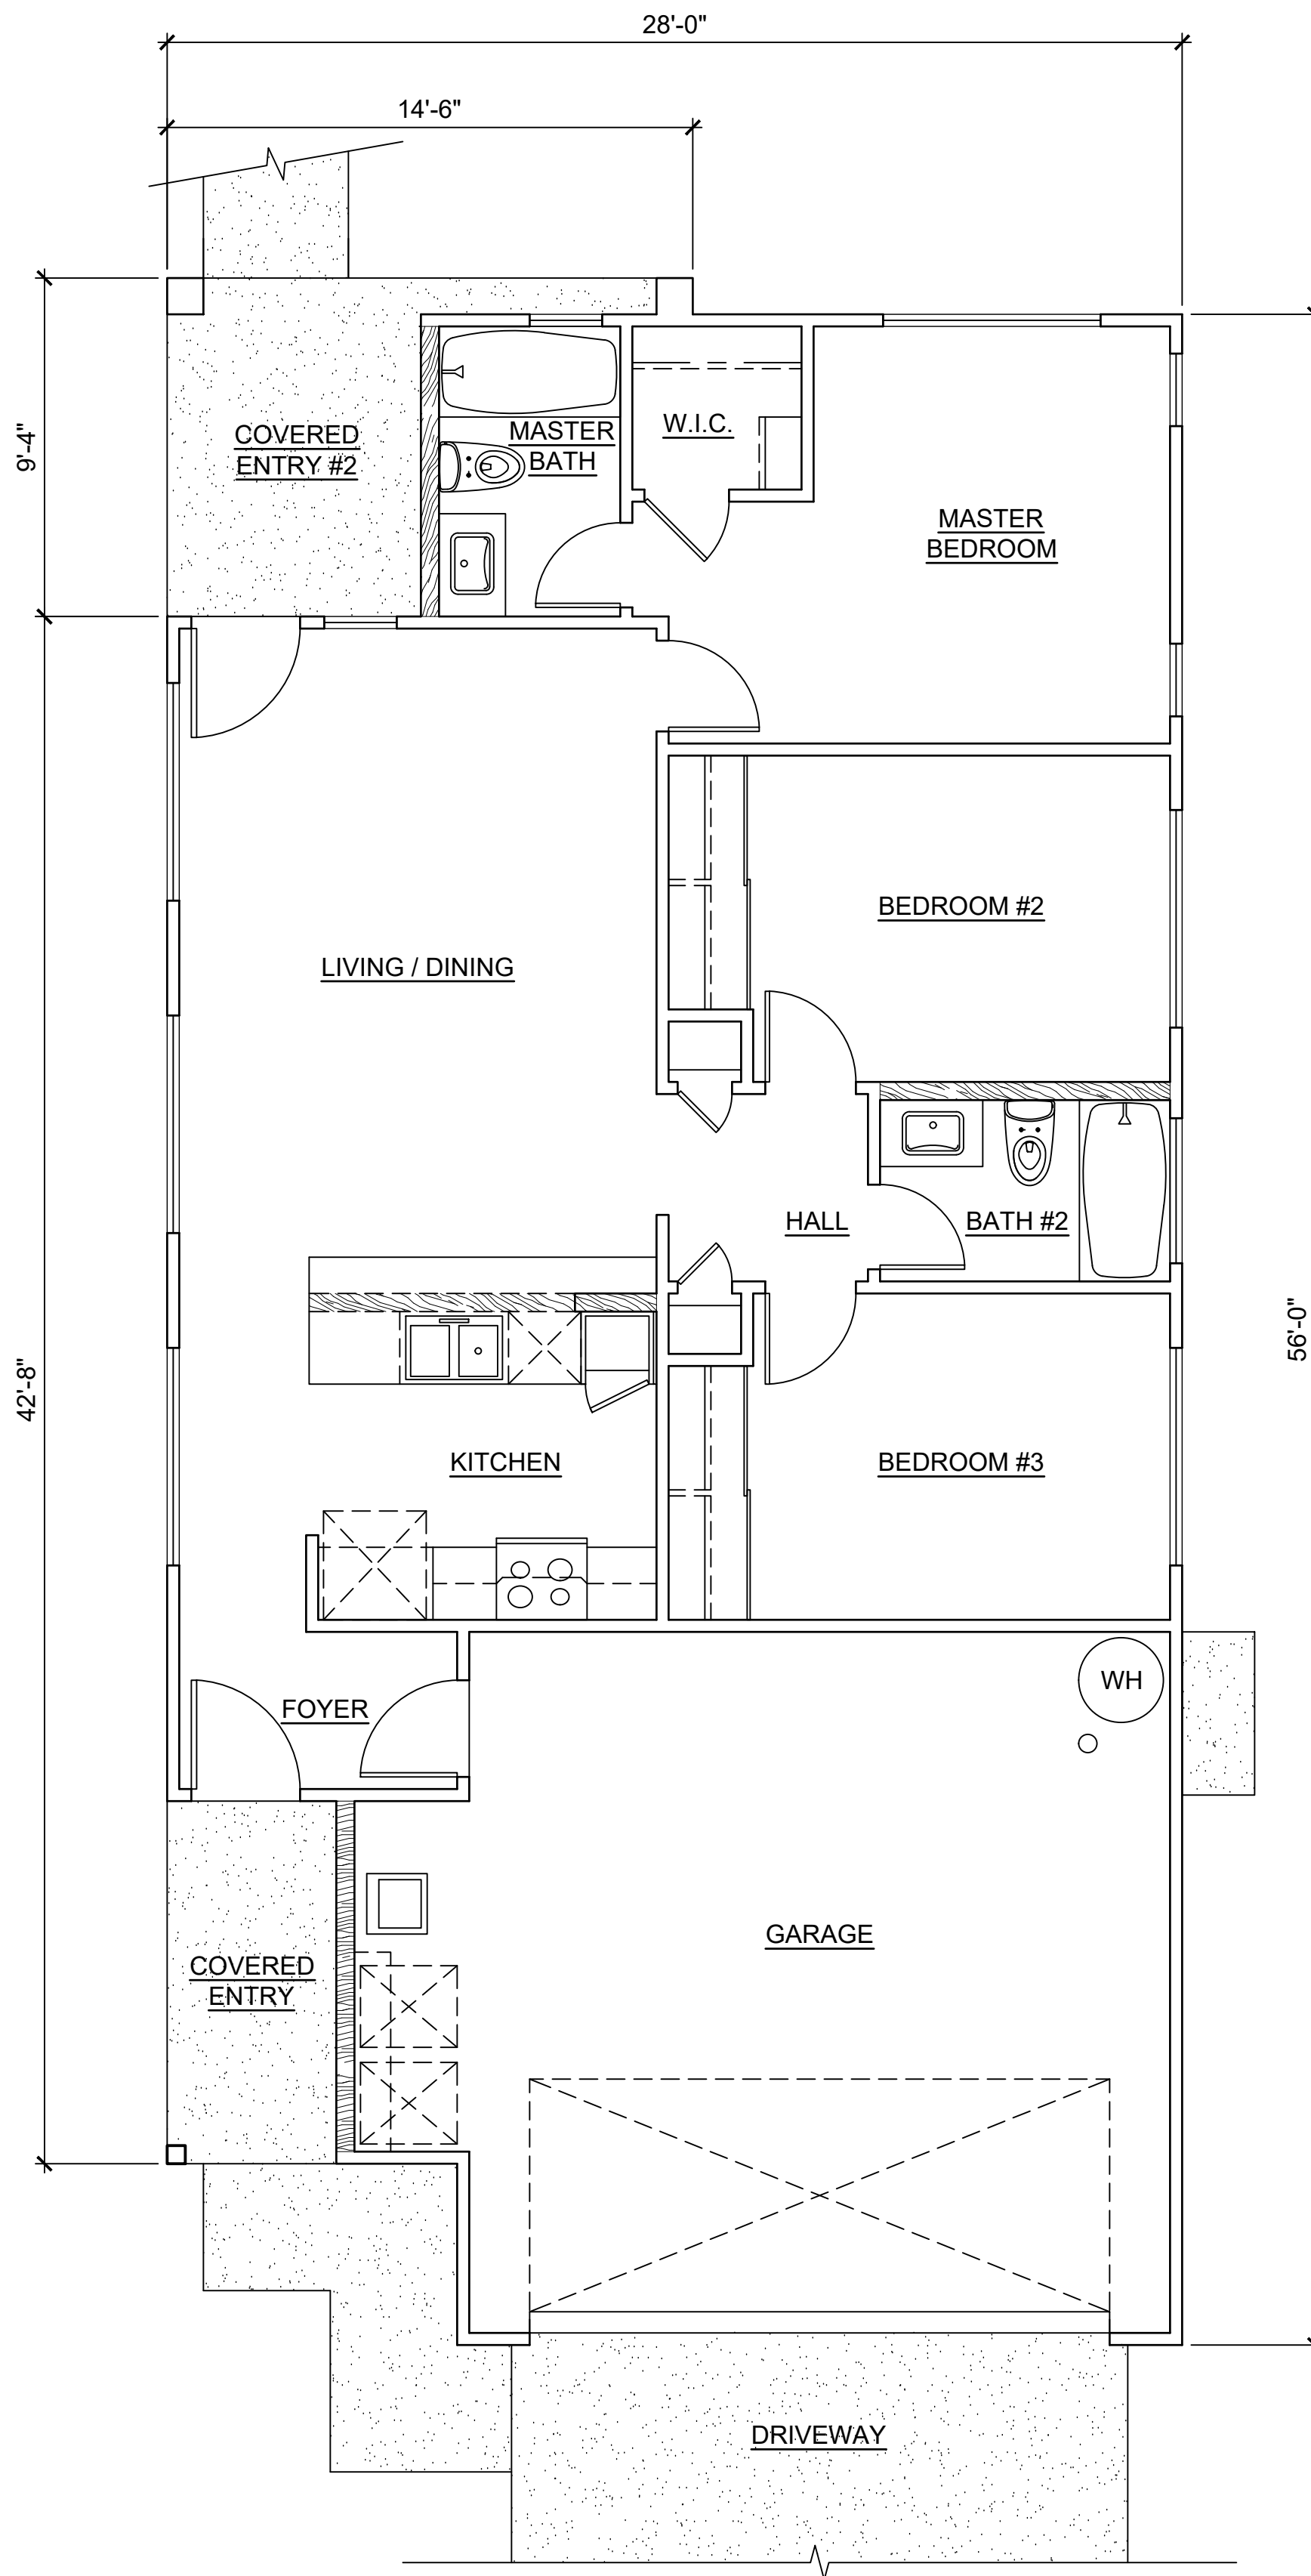 28'-0"
14'-6"
9'-4"
COVERED
ENTRY #2
MASTER
BATH
W.I.C.
MASTER
BEDROOM
BEDROOM #2
LIVING / DINING
HALL
BATH #2
56'-0"
42'-8"
KITCHEN
BEDROOM #3
WH
FOYER
GARAGE
COVERED
ENTRY
DRIVEWAY